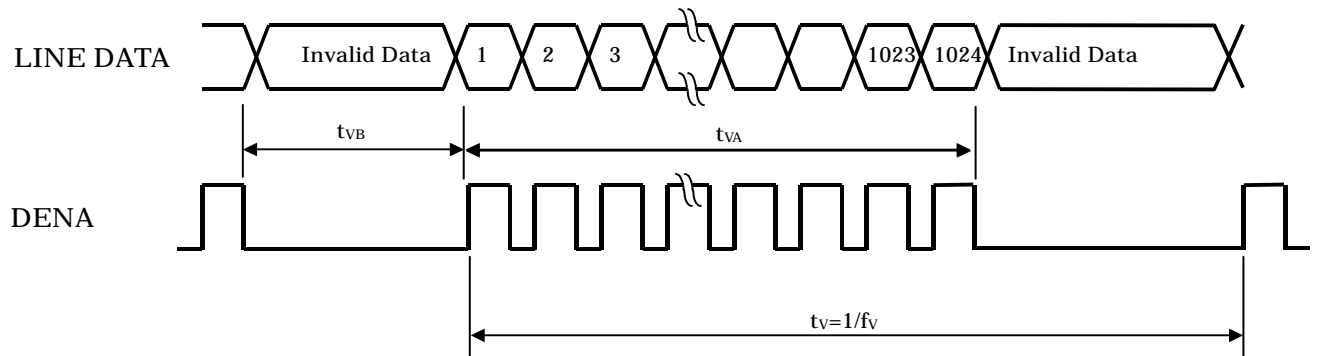 LINE DATA Invalid Data 1 2 3 1023 1024 Invalid Data
tVB tVA
DENA
tV=1/fV